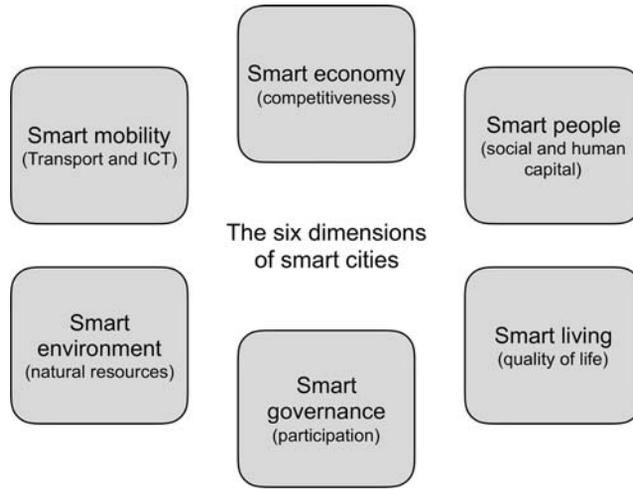 Smart economy
(competitiveness)
Smart mobility
(Transport and ICT)
Smart people
(social and human
capital)
The six dimensions
of smart cities
Smart
environment
(natural resources)
Smart living
(quality of life)
Smart
governance
(participation)